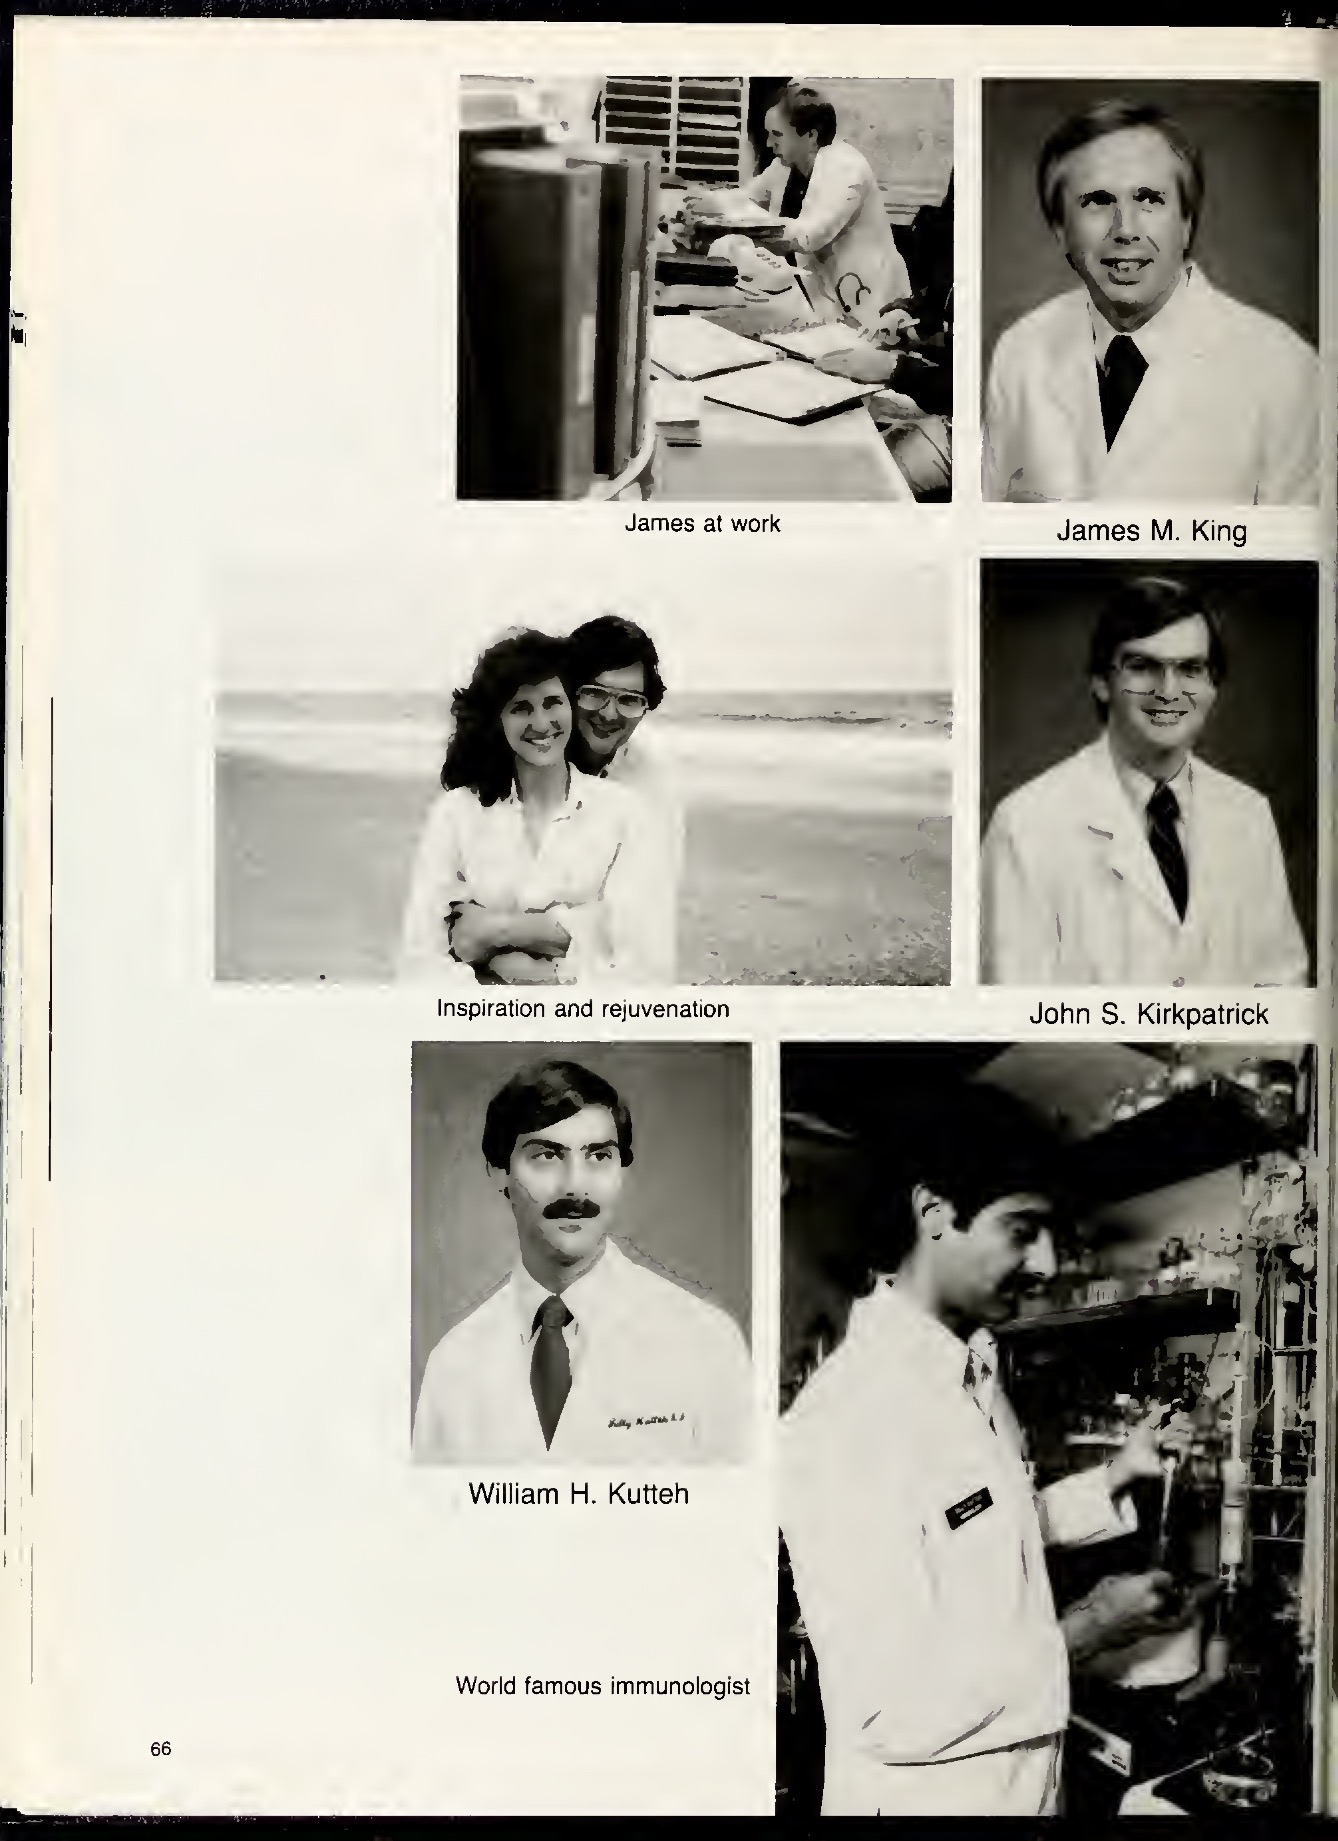 James at work
James M. King
Inspiration and rejuvenation
John S. Kirkpatrick
William H. Kutteh
World famous immunologist
66